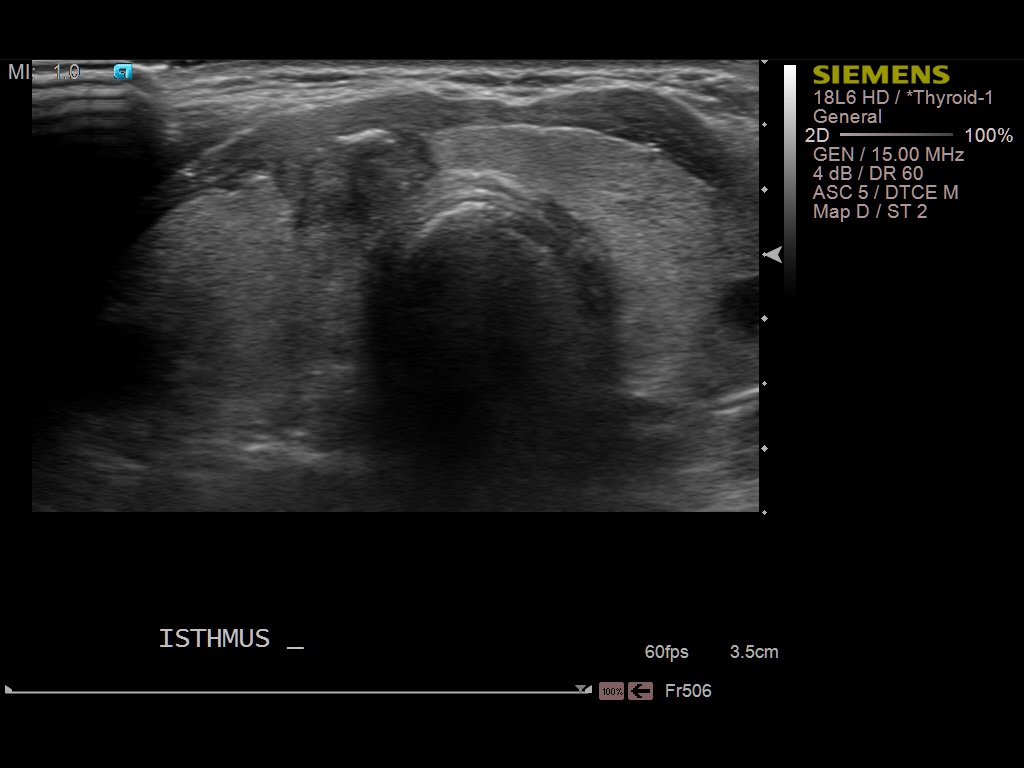 MI: 1.0
SIEMENS
18L6 HD / *Thyroid-1
General
2D 100%
GEN / 15.00 MHz
4 dB / DR 60
ASC 5 / DTCE M
Map D / ST 2
ISTHMUS _
60fps 3.5cm
100% Fr506